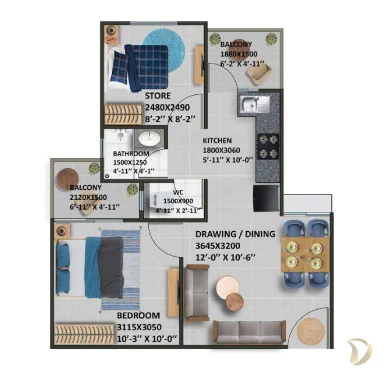 BALCONY
1880X1500
6'-2" X 4'-11"
STORE
2480X2490
8'-2" X 8'-2"
KITCHEN
1800X3060
5'-11" X 10'-0"
BATHROOM
1500X1250
4'-11" X 4'-1"
BALCONY
2120X1500
6'-11" X 4'-11"
WC
1500X900
4'-11" X 2'-11"
DRAWING / DINING
3645X3200
12'-0" X 10'-6"
BEDROOM
3115X3050
10'-3" X 10'-0"